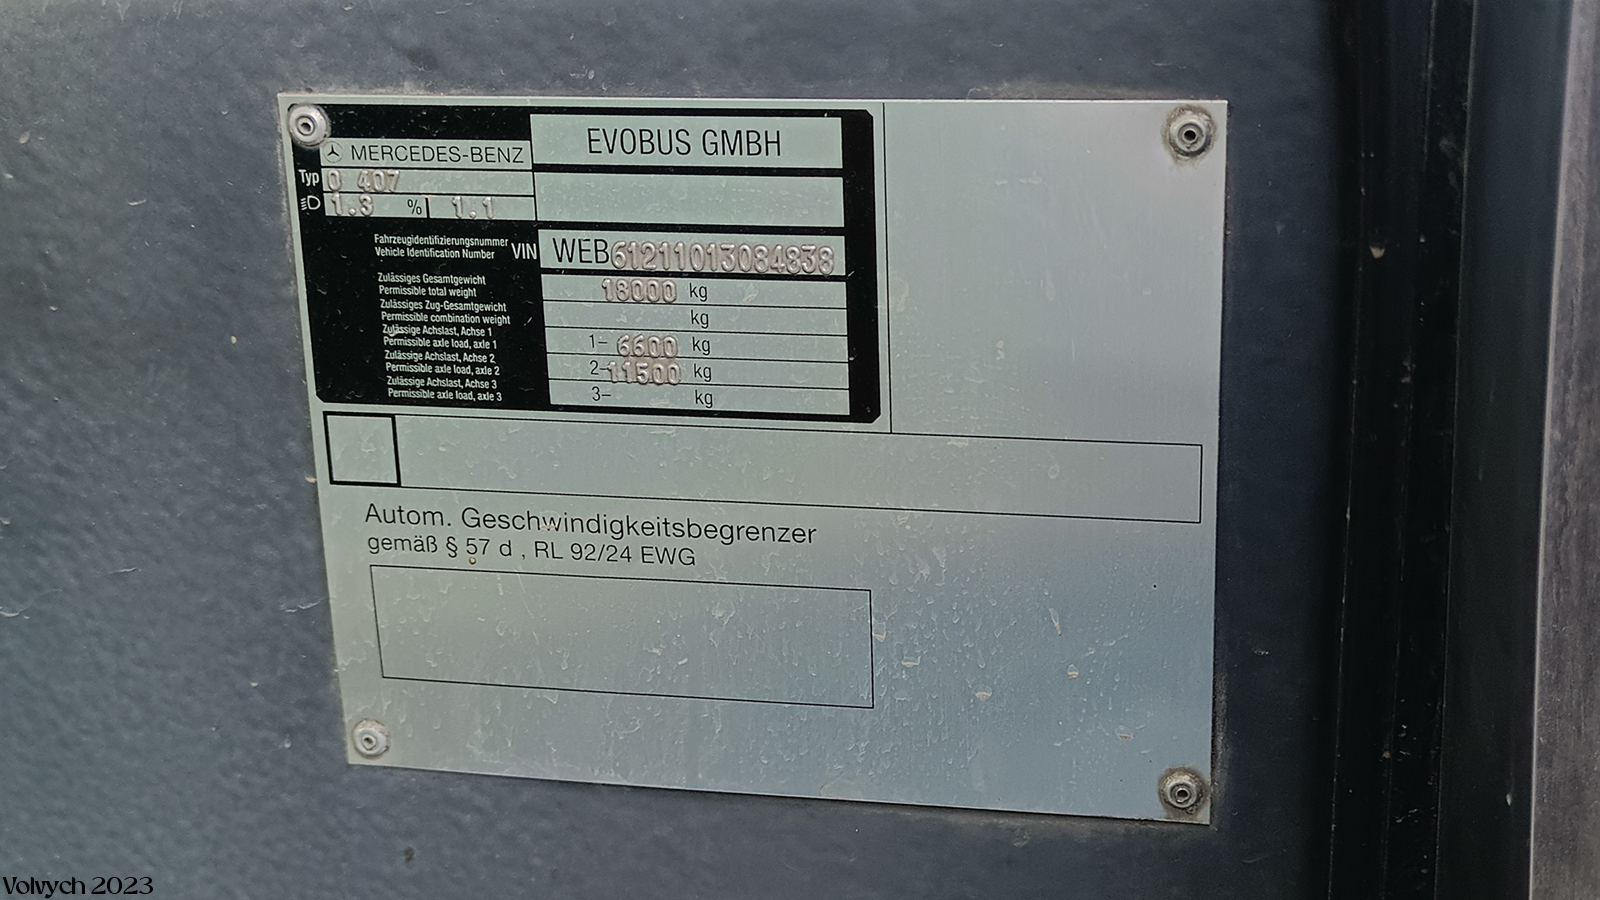 EVOBUS GMBH
MERCEDES-BENZ
Typ O 407
1.3 % 1.1
Fahrzeugidentifizierungsnummer
Vehicle Identification Number VIN WEB61211013084838
Zulässiges Gesamtgewicht
Permissible total weight 18000 kg
Zulässiges Zug-Gesamtgewicht
Permissible combination weight kg
Zulässige Achslast, Achse 1
Permissible axle load, axle 1 1- 6600 kg
Zulässige Achslast, Achse 2
Permissible axle load, axle 2 2- 11500 kg
Zulässige Achslast, Achse 3
Permissible axle load, axle 3 3- kg
Autom. Geschwindigkeitsbegrenzer
gemäß § 57 d , RL 92/24 EWG
Volvych 2023